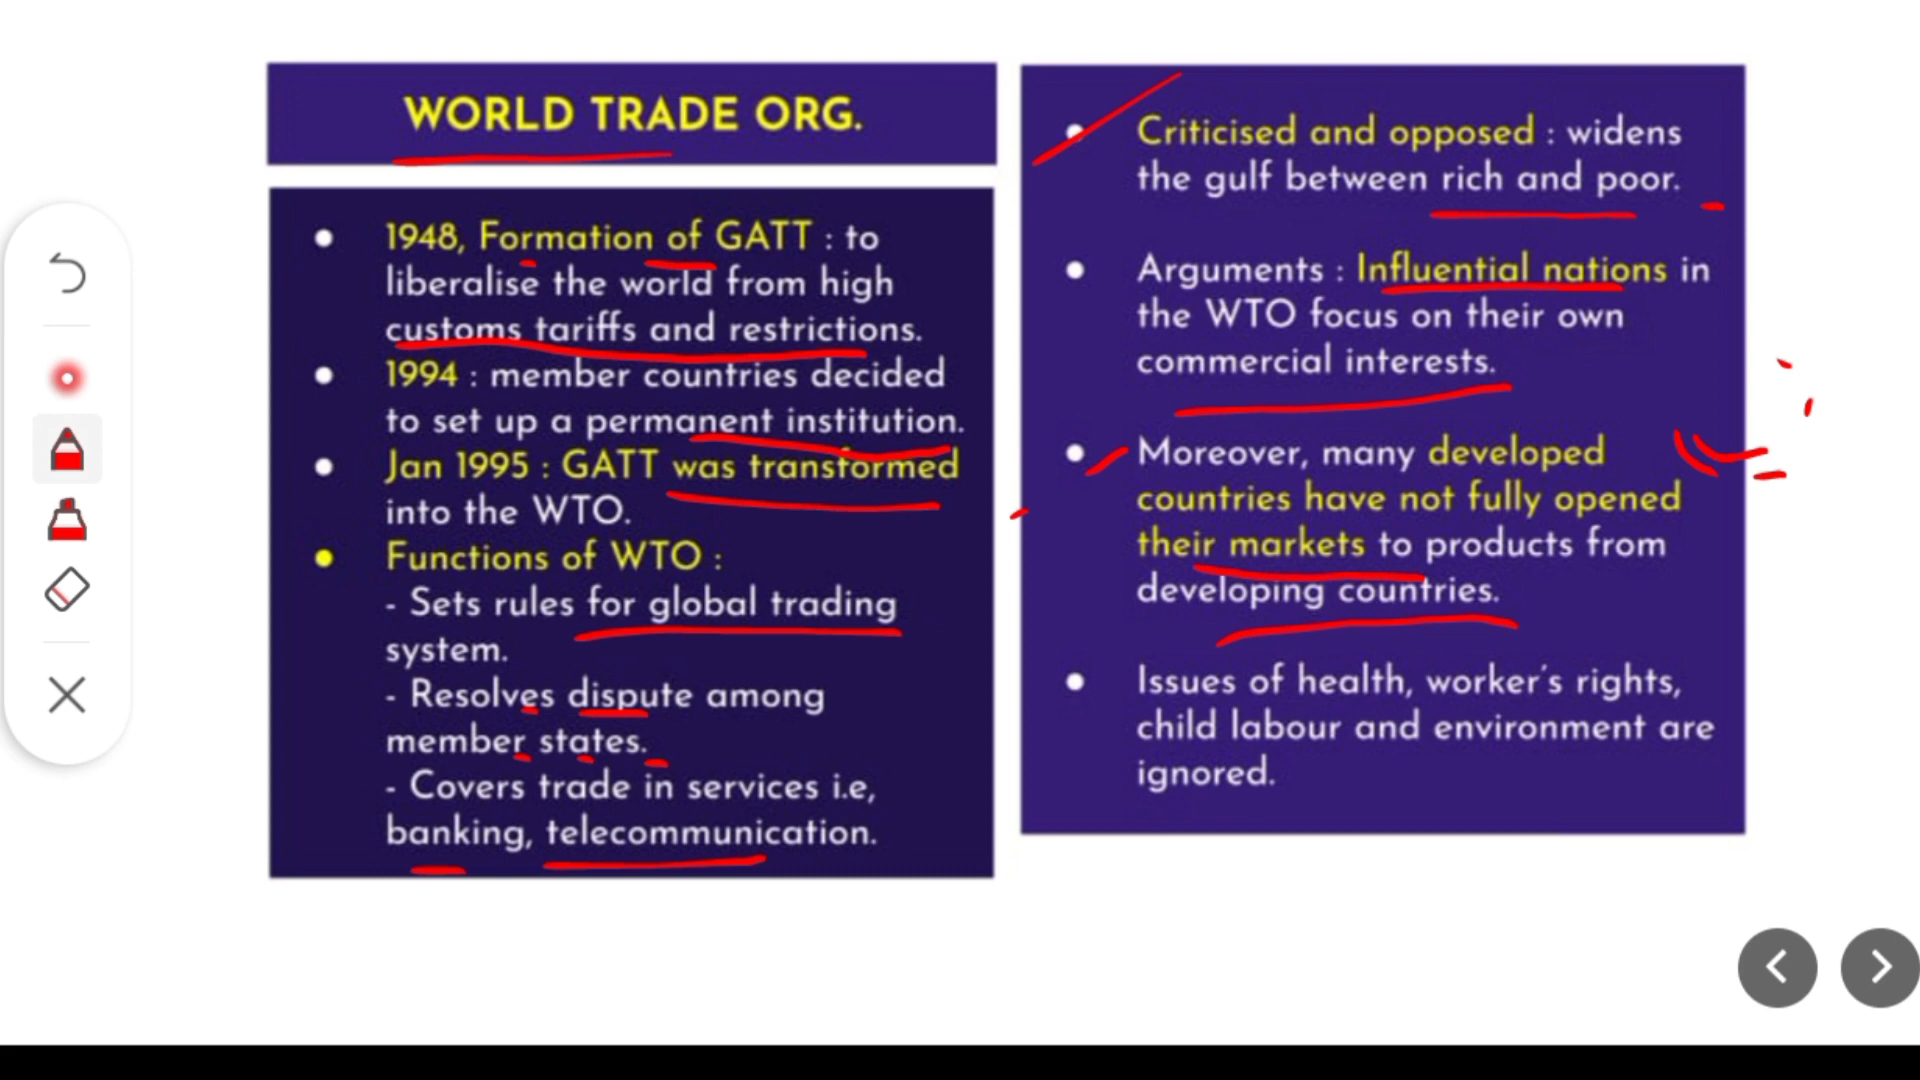 WORLD TRADE ORG.
• 1948, Formation of GATT : to
liberalise the world from high
customs tariffs and restrictions.
• 1994 : member countries decided
to set up a permanent institution.
• Jan 1995 : GATT was transformed
into the WTO.
• Functions of WTO :
- Sets rules for global trading
system.
- Resolves dispute among
member states.
- Covers trade in services i.e,
banking, telecommunication.
• Criticised and opposed : widens
the gulf between rich and poor.
• Arguments : Influential nations in
the WTO focus on their own
commercial interests.
• Moreover, many developed
countries have not fully opened
their markets to products from
developing countries.
• Issues of health, worker's rights,
child labour and environment are
ignored.